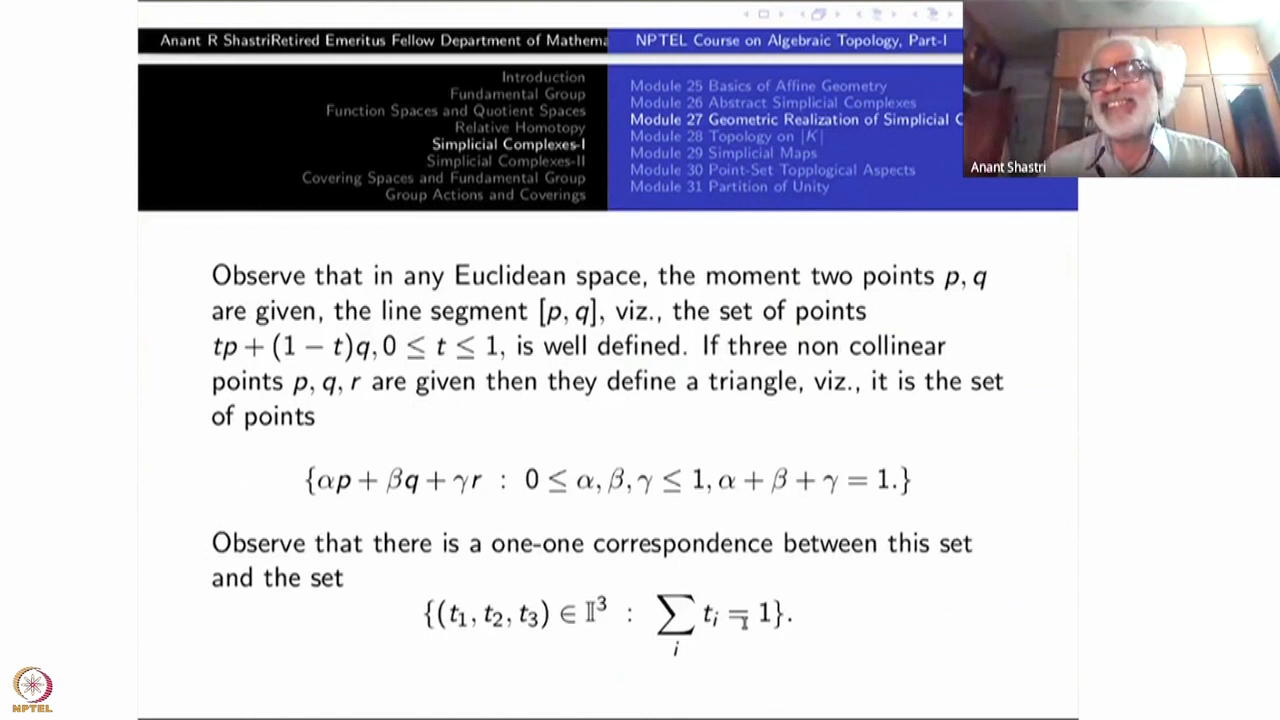 Anant R ShastriRetired Emeritus Fellow Department of Mathema
NPTEL Course on Algebraic Topology, Part-I
Introduction
Fundamental Group
Function Spaces and Quotient Spaces
Relative Homotopy
Simplicial Complexes-I
Simplicial Complexes-II
Covering Spaces and Fundamental Group
Group Actions and Coverings
Module 25 Basics of Affine Geometry
Module 26 Abstract Simplicial Complexes
Module 27 Geometric Realization of Simplicial C
Module 28 Topology on |K|
Module 29 Simplicial Maps
Module 30 Point-Set Topplogical Aspects
Module 31 Partition of Unity
Anant Shastri
Observe that in any Euclidean space, the moment two points p, q
are given, the line segment [p, q], viz., the set of points
tp + (1 − t)q, 0 ≤ t ≤ 1, is well defined. If three non collinear
points p, q, r are given then they define a triangle, viz., it is the set
of points
{αp + βq + γr : 0 ≤ α, β, γ ≤ 1, α + β + γ = 1.}
Observe that there is a one-one correspondence between this set
and the set
{(t₁, t₂, t₃) ∈ 𝕀³ : ∑ᵢ tᵢ = 1}.
NPTEL